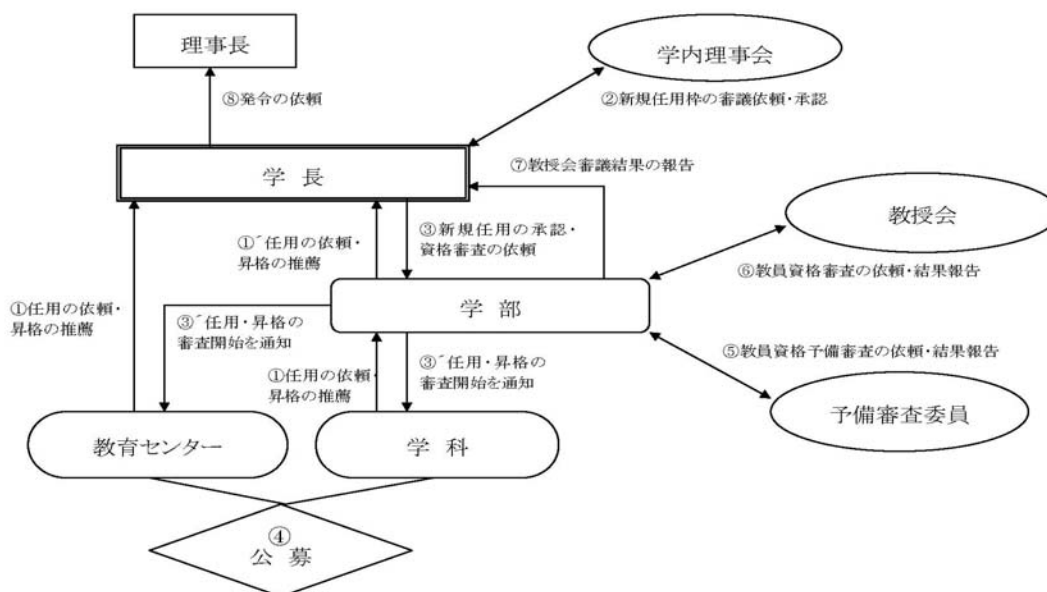 理事長
学内理事会
⑧発令の依頼
②新規任用枠の審議依頼・承認
学 長
⑦教授会審議結果の報告
教授会
①´任用の依頼・
昇格の推薦
③新規任用の承認・
資格審査の依頼
⑥教員資格審査の依頼・結果報告
学 部
①任用の依頼・
昇格の推薦
③´任用・昇格の
審査開始を通知
①任用の依頼・
昇格の推薦
③´任用・昇格の
審査開始を通知
⑤教員資格予備審査の依頼・結果報告
予備審査委員
教育センター
学 科
④
公 募